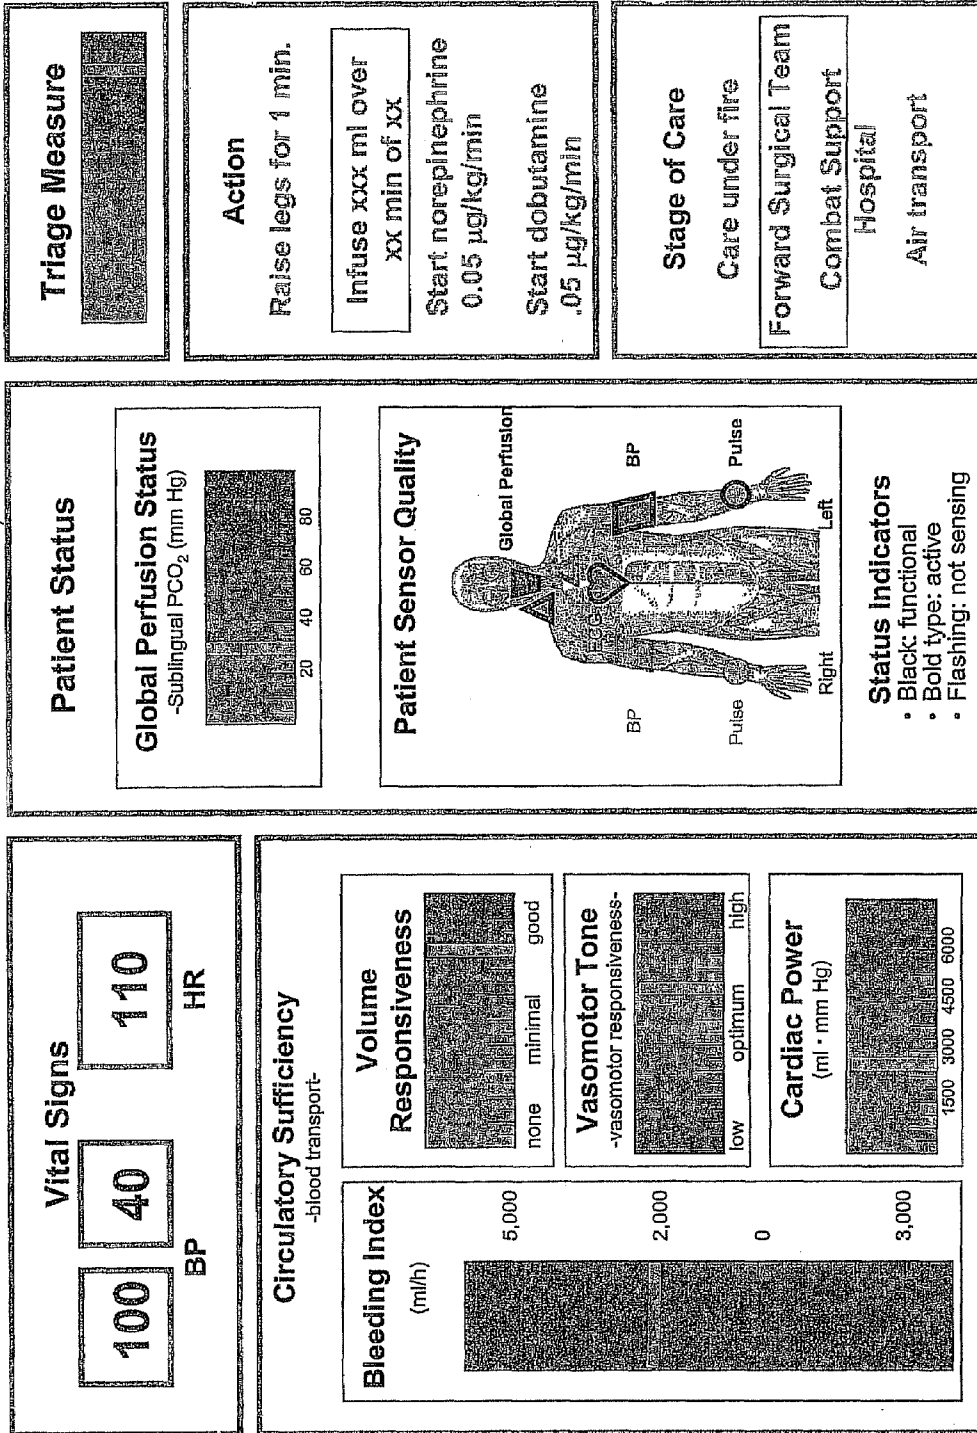 Vital Signs
100
40
110
BP
HR
Circulatory Sufficiency
-blood transport-
Bleeding Index
(ml/h)
5,000
2,000
0
3,000
Volume
Responsiveness
none minimal good
Vasomotor Tone
-vasomotor responsiveness-
low optimum high
Cardiac Power
(ml · mm Hg)
1500 3000 4500 6000
Patient Status
Global Perfusion Status
-Sublingual PCO₂ (mm Hg)
20 40 60 80
Patient Sensor Quality
Global Perfusion
ECG
BP
BP
Pulse
Pulse
Right
Left
Status Indicators
• Black: functional
• Bold type: active
• Flashing: not sensing
Triage Measure
Action
Raise legs for 1 min.
Infuse xxx ml over
xx min of xx
Start norepinephrine
0.05 µg/kg/min
Start dobutamine
.05 µg/kg/min
Stage of Care
Care under fire
Forward Surgical Team
Combat Support
Hospital
Air transport